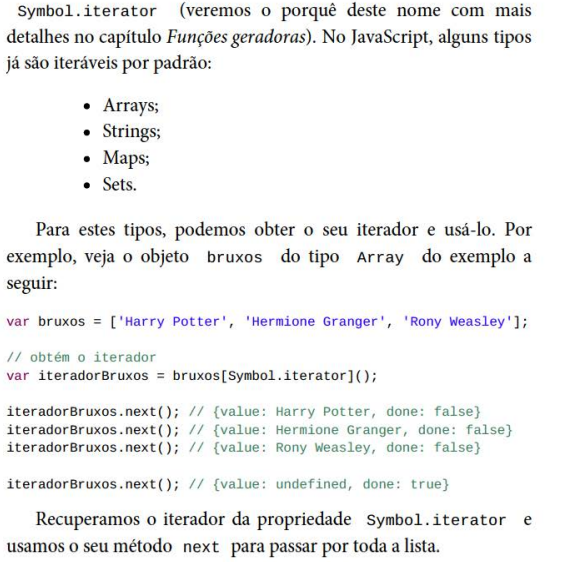 Symbol.iterator (veremos o porquê deste nome com mais
detalhes no capítulo Funções geradoras). No JavaScript, alguns tipos
já são iteráveis por padrão:
• Arrays;
• Strings;
• Maps;
• Sets.
Para estes tipos, podemos obter o seu iterador e usá-lo. Por
exemplo, veja o objeto bruxos do tipo Array do exemplo a
seguir:
var bruxos = ['Harry Potter', 'Hermione Granger', 'Rony Weasley'];
// obtém o iterador
var iteradorBruxos = bruxos[Symbol.iterator]();
iteradorBruxos.next(); // {value: Harry Potter, done: false}
iteradorBruxos.next(); // {value: Hermione Granger, done: false}
iteradorBruxos.next(); // {value: Rony Weasley, done: false}
iteradorBruxos.next(); // {value: undefined, done: true}
Recuperamos o iterador da propriedade Symbol.iterator e
usamos o seu método next para passar por toda a lista.